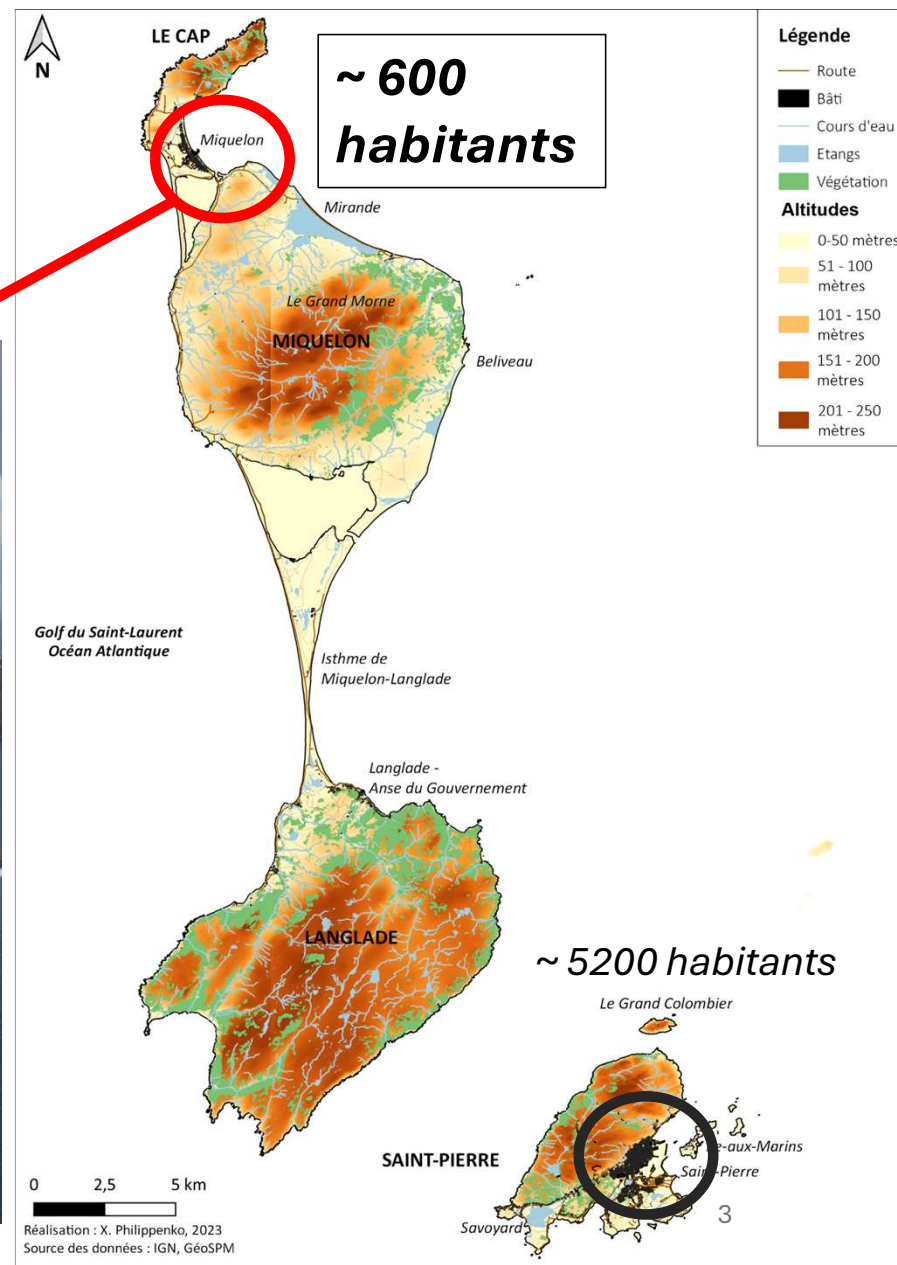 N
LE CAP
~ 600
habitants
Miquelon
Mirande
Le Grand Morne
MIQUELON
Beliveau
Légende
Route
Bâti
Cours d'eau
Etangs
Végétation
Altitudes
0-50 mètres
51 - 100
mètres
101 - 150
mètres
151 - 200
mètres
201 - 250
mètres
Golf du Saint-Laurent
Océan Atlantique
Isthme de
Miquelon-Langlade
Langlade -
Anse du Gouvernement
LANGLADE
~ 5200 habitants
Le Grand Colombier
SAINT-PIERRE
e-aux-Marins
Saint-Pierre
Savoyard
0 2,5 5 km
Réalisation : X. Philippenko, 2023
Source des données : IGN, GéoSPM
3